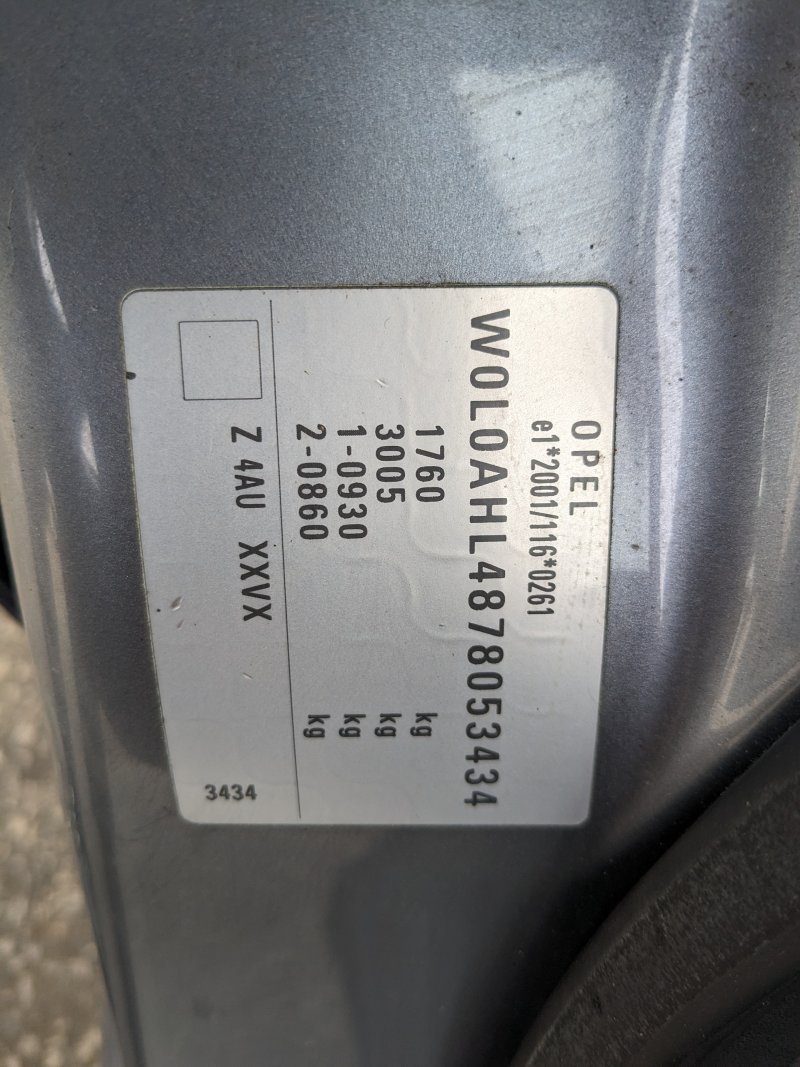 OPEL
e1*2001/116*0261
W0L0AHL4878053434
1760 kg
3005 kg
1-0930 kg
2-0860 kg
Z 4AU XXVX
3434